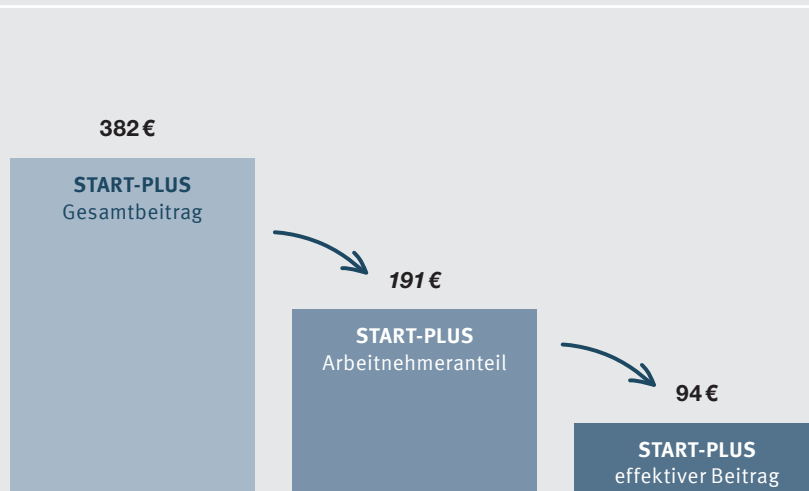 382 €
START-PLUS
Gesamtbeitrag
191 €
START-PLUS
Arbeitnehmeranteil
94 €
START-PLUS
effektiver Beitrag